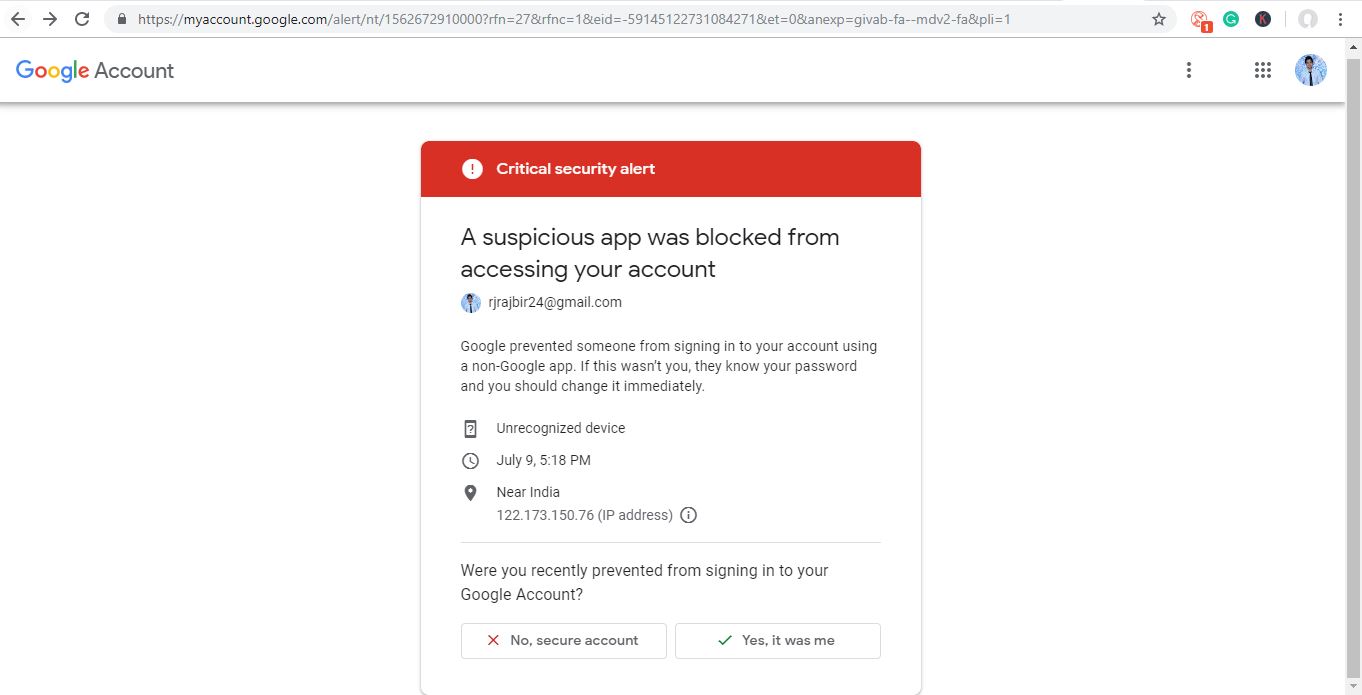 https://myaccount.google.com/alert/nt/1562672910000?rfn=27&rfnc=1&eid=-59145122731084271&et=0&anexp=givab-fa--mdv2-fa&pli=1
1
G
K
Google Account
Critical security alert
A suspicious app was blocked from
accessing your account
rjrajbir24@gmail.com
Google prevented someone from signing in to your account using
a non-Google app. If this wasn’t you, they know your password
and you should change it immediately.
Unrecognized device
July 9, 5:18 PM
Near India
122.173.150.76 (IP address)
Were you recently prevented from signing in to your
Google Account?
No, secure account
Yes, it was me